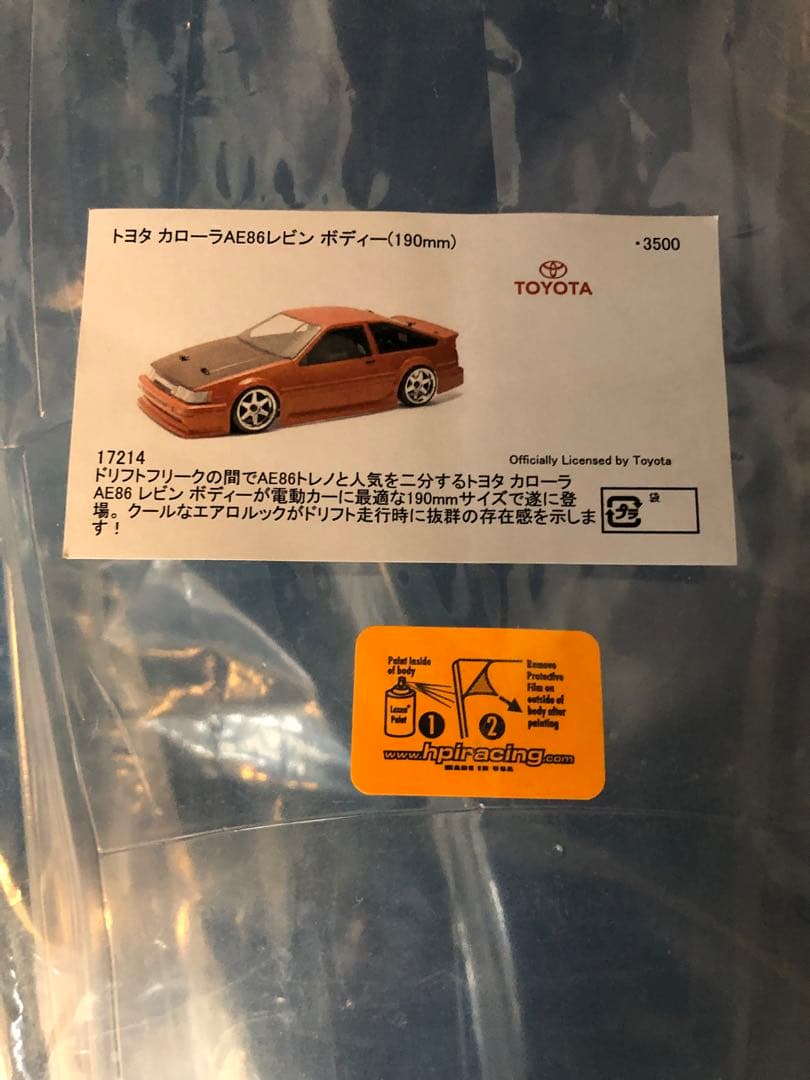 トヨタ カローラAE86レビン ボディー(190mm)
・3500
TOYOTA
17214
Officially Licensed by Toyota
ドリフトフリークの間でAE86トレノと人気を二分するトヨタ カローラ
AE86 レビン ボディーが電動カーに最適な190mmサイズで遂に登
場。クールなエアロルックがドリフト走行時に抜群の存在感を示しま
す！
プラ
袋
Paint inside
of body
Lexan
Paint
1
2
Remove
Protective
Film on
outside of
body after
painting
www.hpiracing.com
MADE IN USA